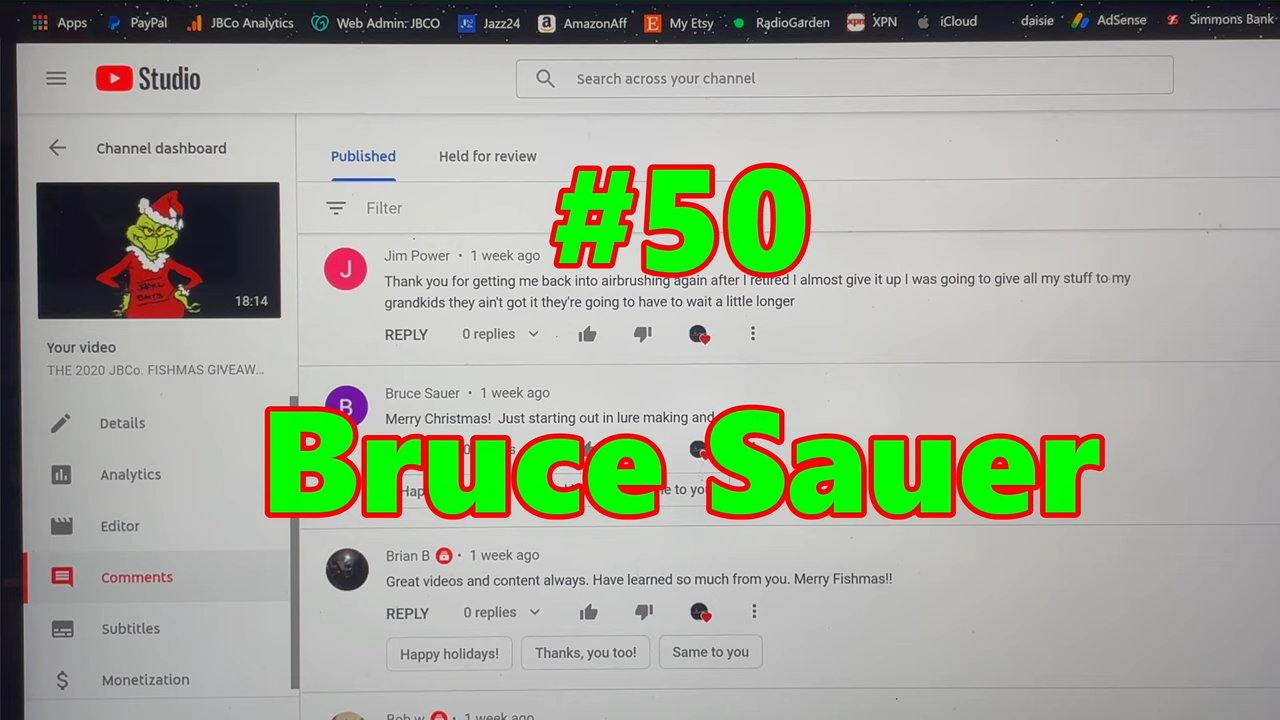 Apps PayPal JBCo Analytics Web Admin: JBCO Jazz24 AmazonAff My Etsy RadioGarden XPN iCloud daisie AdSense Simmons Bank
Studio
Search across your channel
Channel dashboard
Published Held for review
Filter
#50
18:14
Your video
THE 2020 JBCo. FISHMAS GIVEAW...
Details
Analytics
Editor
Comments
Subtitles
Monetization
J
Jim Power • 1 week ago
Thank you for getting me back into airbrushing again after I retired I almost give it up I was going to give all my stuff to my
grandkids they ain't got it they're going to have to wait a little longer
REPLY 0 replies
B
Bruce Sauer • 1 week ago
Merry Christmas! Just starting out in lure making and
Bruce Sauer
Brian B • 1 week ago
Great videos and content always. Have learned so much from you. Merry Fishmas!!
REPLY 0 replies
Happy holidays! Thanks, you too! Same to you
Rob w • 1 week ago